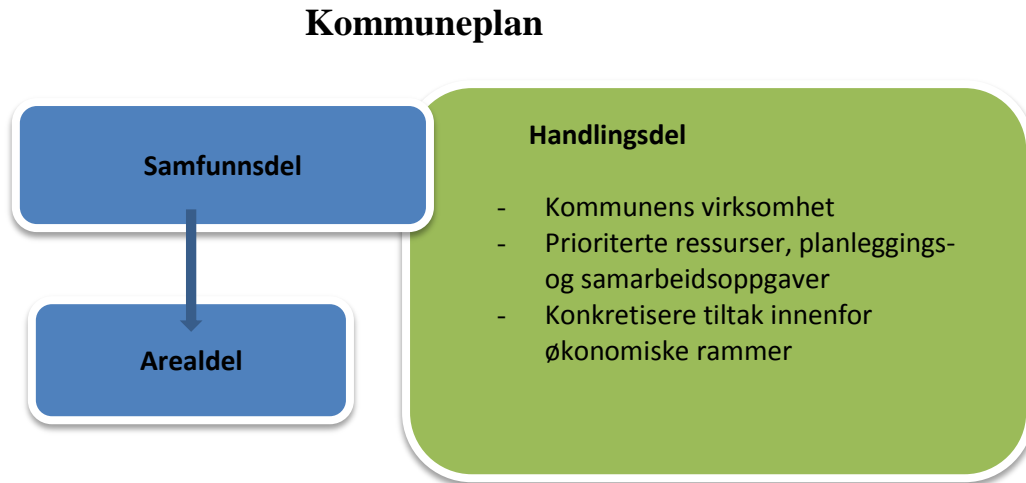 Kommuneplan
Samfunnsdel
Arealdel
Handlingsdel
- Kommunens virksomhet
- Prioriterte ressurser, planleggings-
og samarbeidsoppgaver
- Konkretisere tiltak innenfor
økonomiske rammer